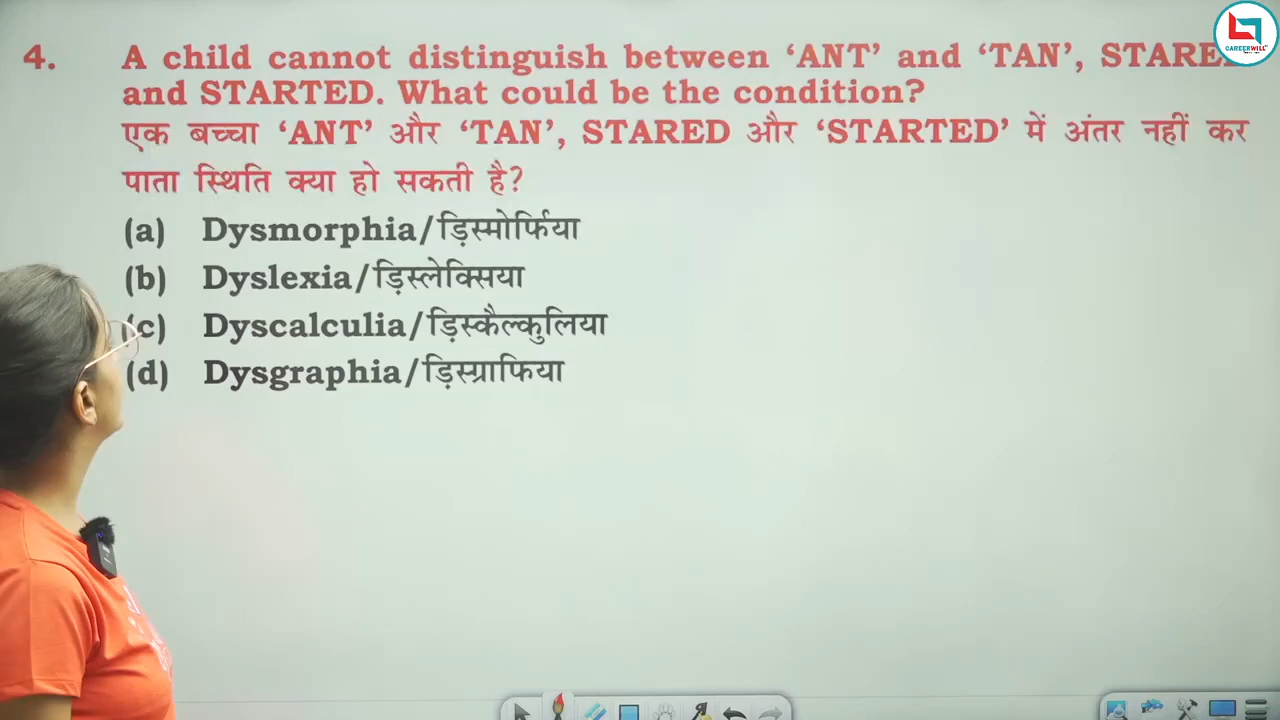 4. A child cannot distinguish between ‘ANT’ and ‘TAN’, STARED
and STARTED. What could be the condition?
एक बच्चा ‘ANT’ और ‘TAN’, STARED और ‘STARTED’ में अंतर नहीं कर
पाता स्थिति क्या हो सकती है?
(a) Dysmorphia/ड़िस्मोर्फिया
(b) Dyslexia/ड़िस्लेक्सिया
(c) Dyscalculia/ड़िस्कैल्कुलिया
(d) Dysgraphia/ड़िस्ग्राफिया
CAREERWILL